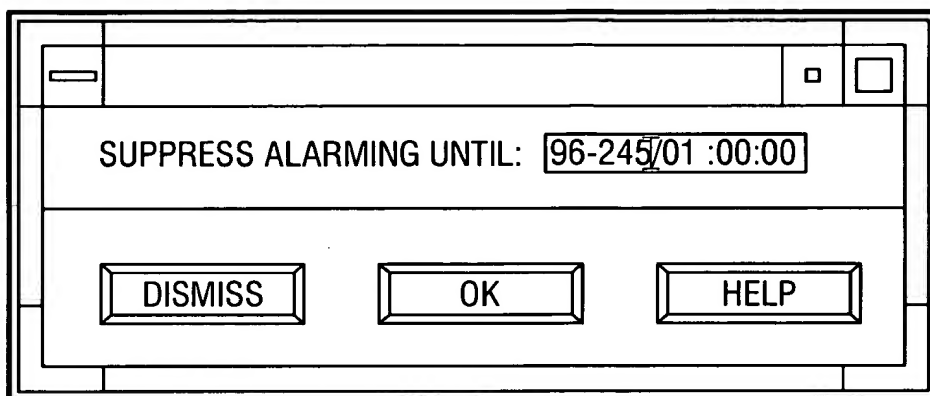 SUPPRESS ALARMING UNTIL: 96-245/01 :00:00
DISMISS OK HELP